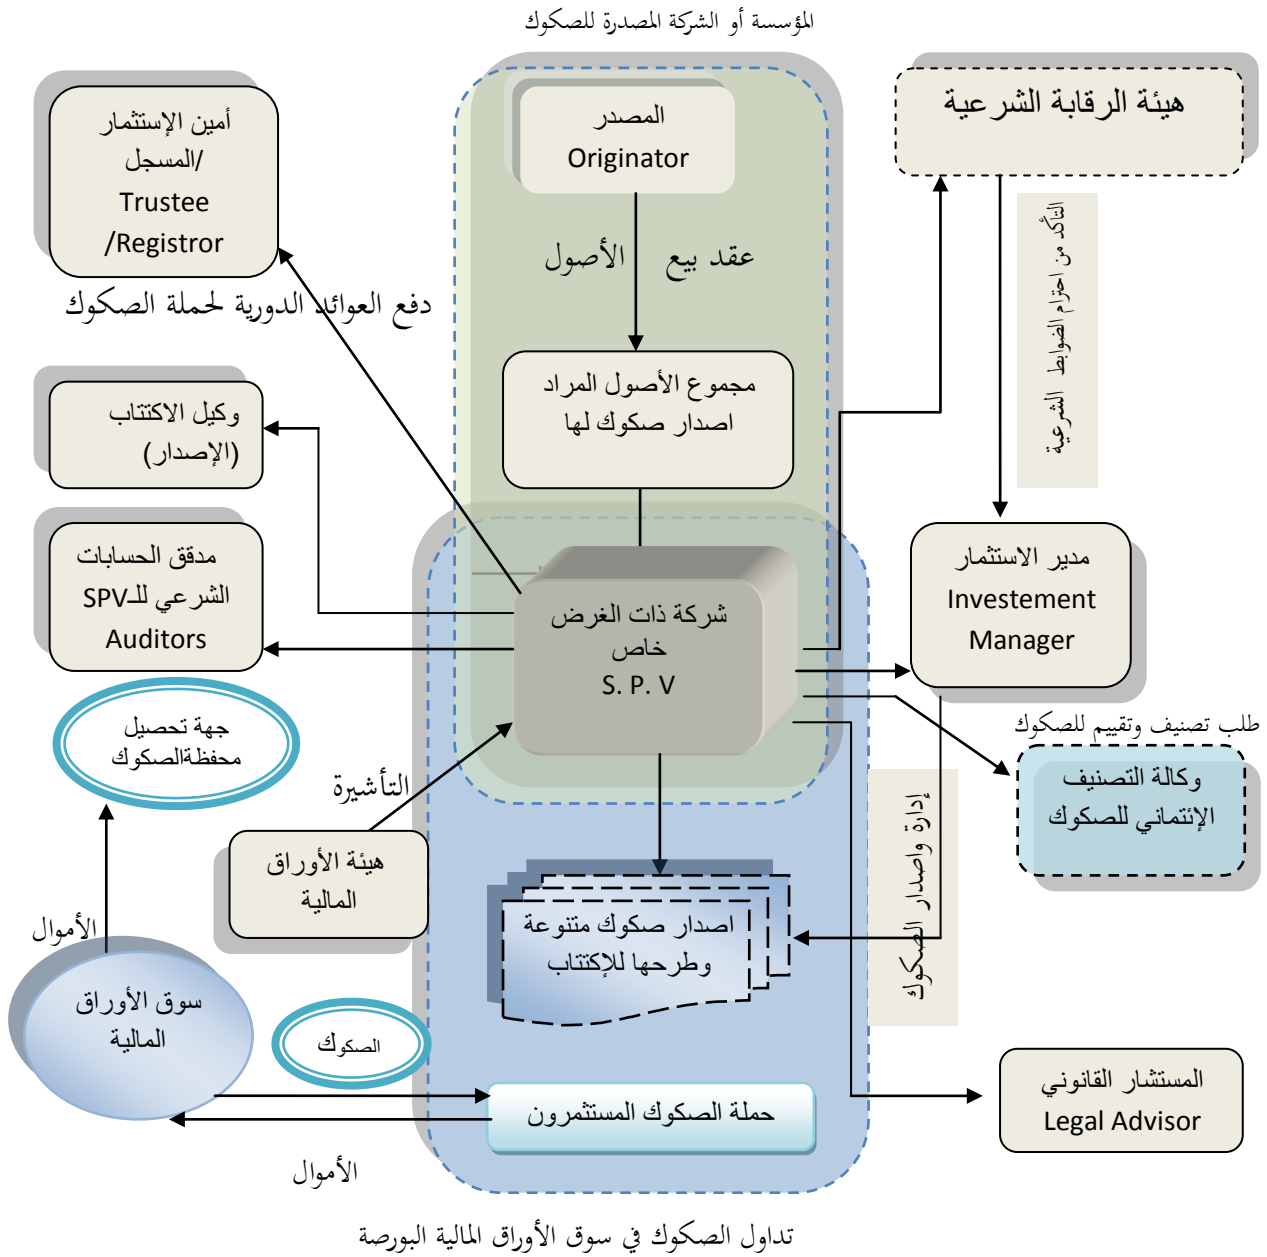 المؤسسة أو الشركة المصدرة للصكوك
هيئة الرقابة الشرعية
المصدر
Originator
أمين الإستثمار
المسجل/
Trustee
/Registror
التأكد من احترام الضوابط الشرعية
عقد بيع الأصول
دفع العوائد الدورية لحملة الصكوك
مجموع الأصول المراد
اصدار صكوك لها
وكيل الاكتتاب
(الإصدار)
مدقق الحسابات
الشرعي للـSPV
Auditors
مدير الاستثمار
Investement
Manager
شركة ذات الغرض
خاص
S. P. V
جهة تحصيل
محفظةالصكوك
طلب تصنيف وتقييم للصكوك
وكالة التصنيف
الإئتماني للصكوك
التأشيرة
إدارة واصدار الصكوك
هيئة الأوراق
المالية
الأموال
اصدار صكوك متنوعة
وطرحها للإكتتاب
سوق الأوراق
المالية
الصكوك
المستشار القانوني
Legal Advisor
حملة الصكوك المستثمرون
الأموال
تداول الصكوك في سوق الأوراق المالية البورصة